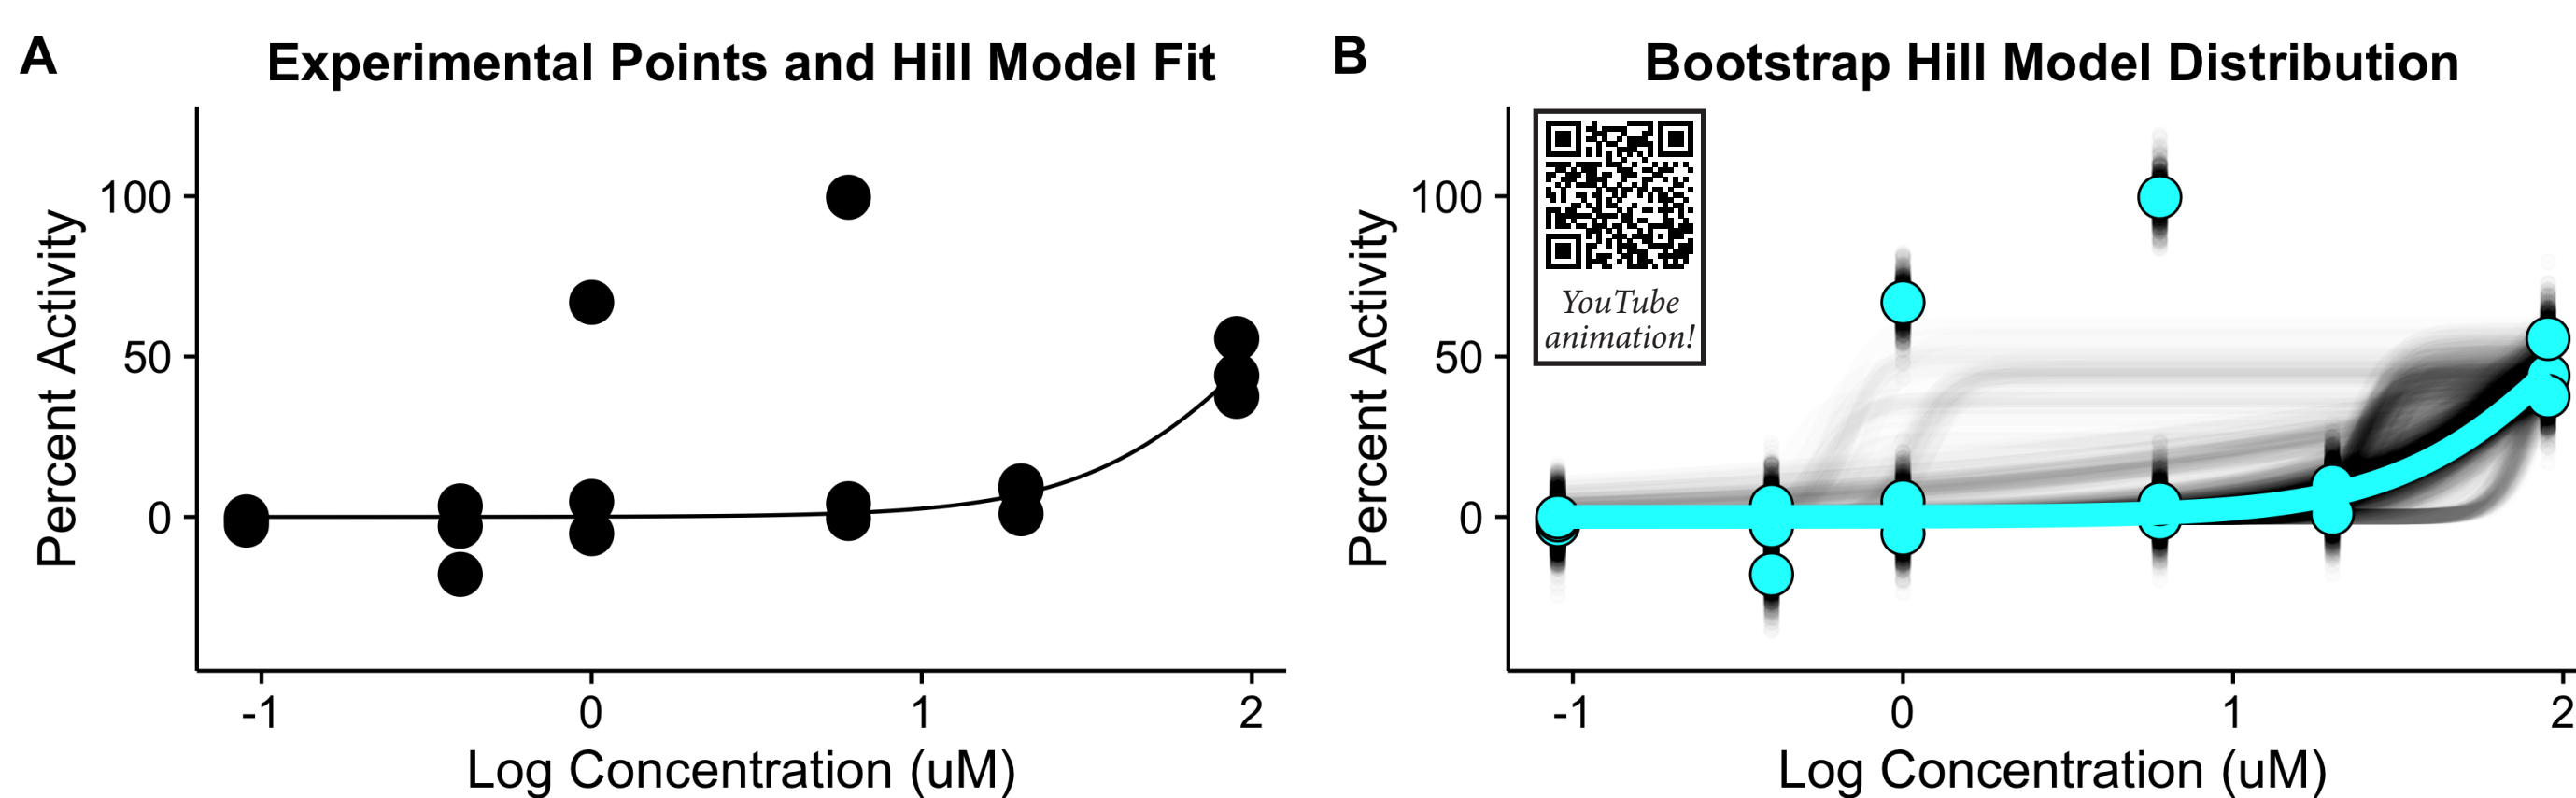 A
Experimental Points and Hill Model Fit
100
50
0
Percent Activity
-1 0 1 2
Log Concentration (uM)
B
Bootstrap Hill Model Distribution
YouTube
animation!
100
50
0
Percent Activity
-1 0 1 2
Log Concentration (uM)